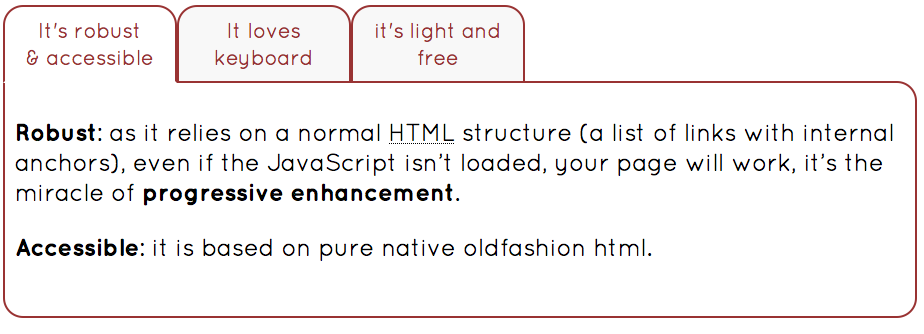 It's robust
& accessible
It loves
keyboard
it's light and
free
Robust: as it relies on a normal HTML structure (a list of links with internal
anchors), even if the JavaScript isn’t loaded, your page will work, it’s the
miracle of progressive enhancement.
Accessible: it is based on pure native oldfashion html.